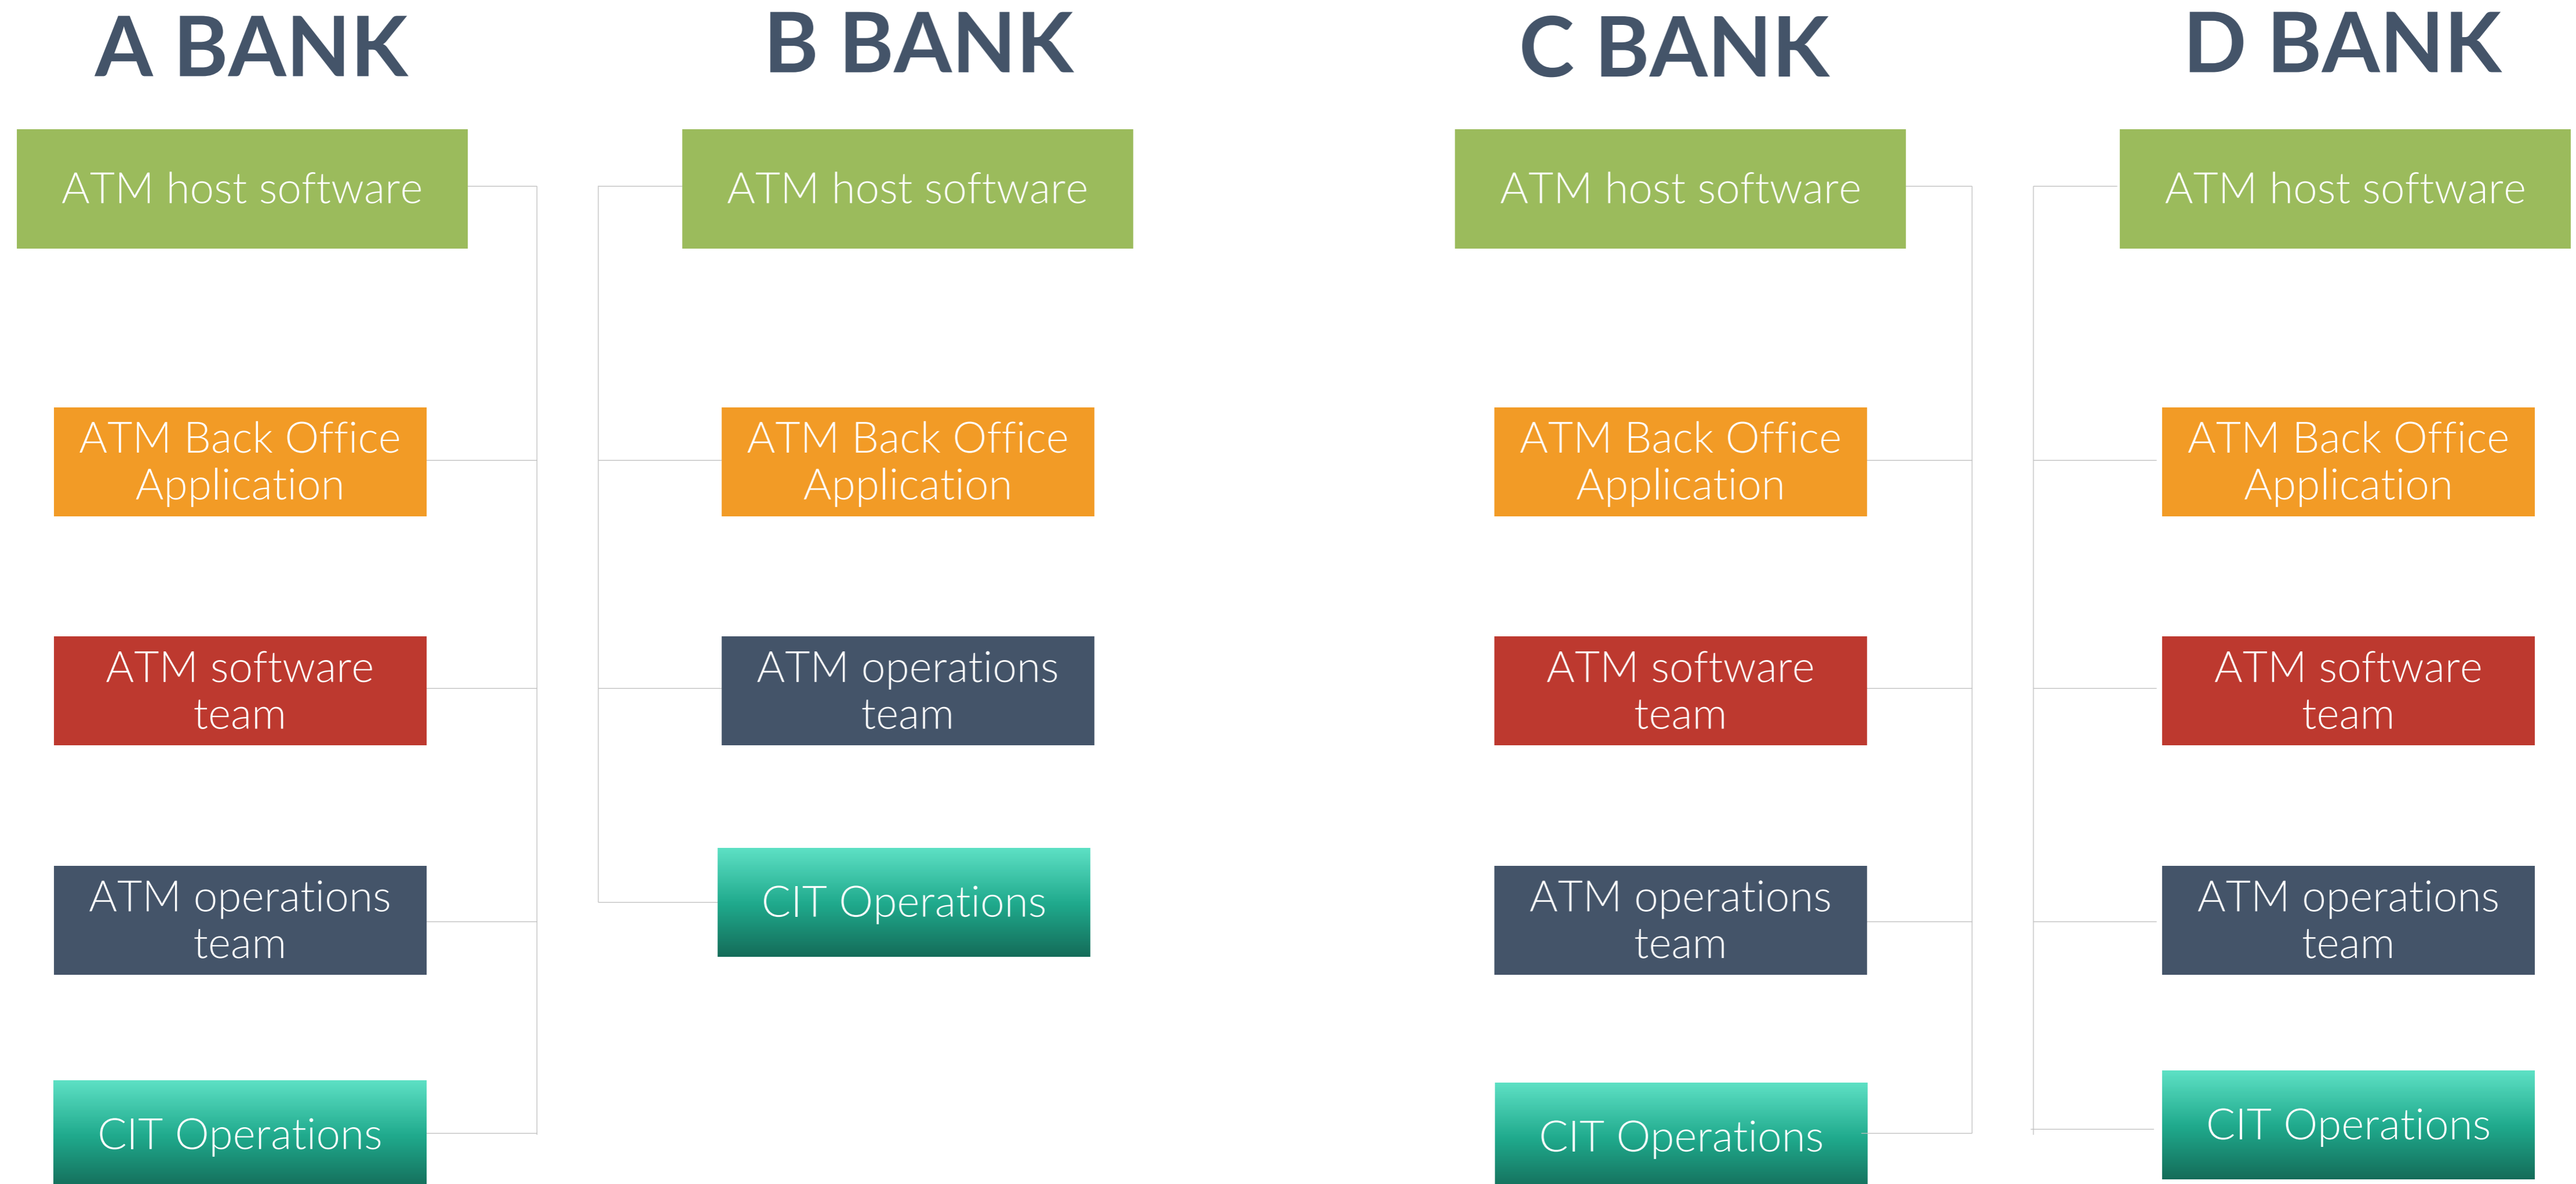 A BANK
ATM host software
ATM Back Office
Application
ATM software
team
ATM operations
team
CIT Operations
B BANK
ATM host software
ATM Back Office
Application
ATM operations
team
CIT Operations
C BANK
ATM host software
ATM Back Office
Application
ATM software
team
ATM operations
team
CIT Operations
D BANK
ATM host software
ATM Back Office
Application
ATM software
team
ATM operations
team
CIT Operations